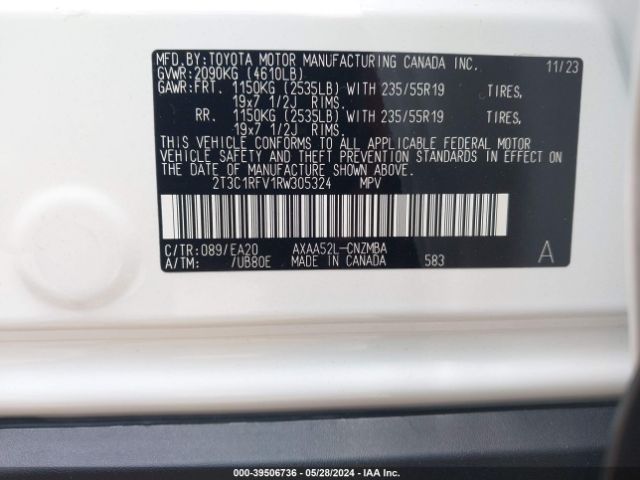 MFD.BY:TOYOTA MOTOR MANUFACTURING CANADA INC. 11/23
GVWR:2090KG (4610LB)
GAWR:FRT. 1150KG (2535LB) WITH 235/55R19 TIRES,
19x7 1/2J RIMS.
RR. 1150KG (2535LB) WITH 235/55R19 TIRES,
19x7 1/2J RIMS.
THIS VEHICLE CONFORMS TO ALL APPLICABLE FEDERAL MOTOR
VEHICLE SAFETY AND THEFT PREVENTION STANDARDS IN EFFECT ON
THE DATE OF MANUFACTURE SHOWN ABOVE.
2T3C1RFV1RW305324 MPV
C/TR:089/EA20 AXAA52L-CNZMBA
A/TM: /UB80E MADE IN CANADA 583 A
000-39506736 - 05/28/2024 - IAA Inc.